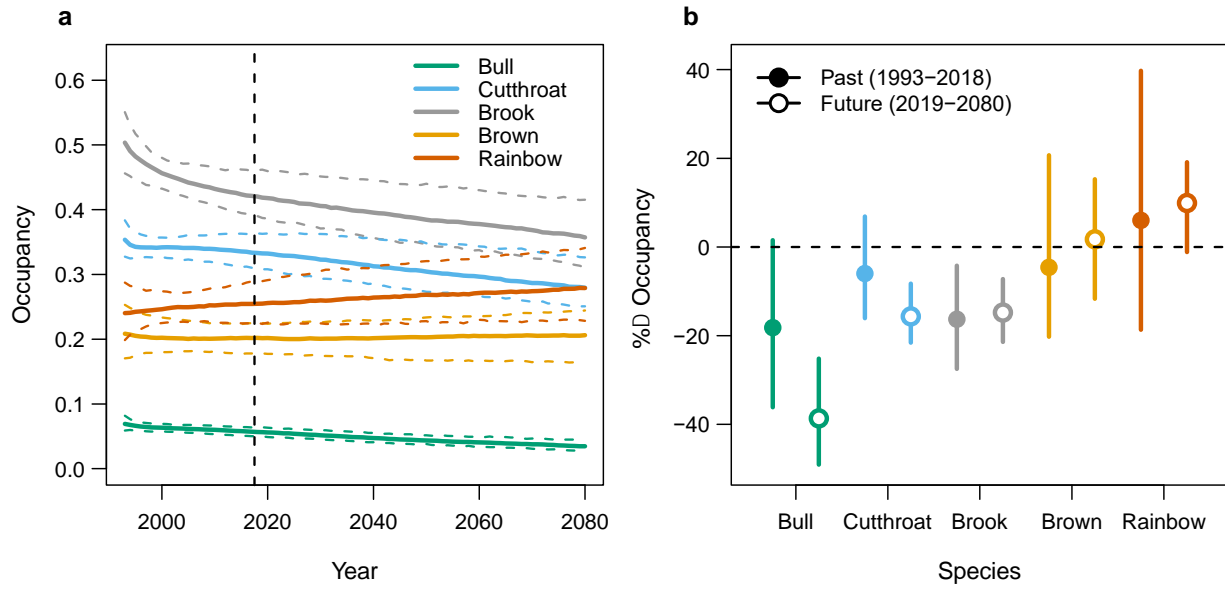 a
Occupancy
0.6
0.5
0.4
0.3
0.2
0.1
0.0
Bull
Cutthroat
Brook
Brown
Rainbow
2000 2020 2040 2060 2080
Year
b
%D Occupancy
40
20
0
−20
−40
Past (1993−2018)
Future (2019−2080)
Bull Cutthroat Brook Brown Rainbow
Species